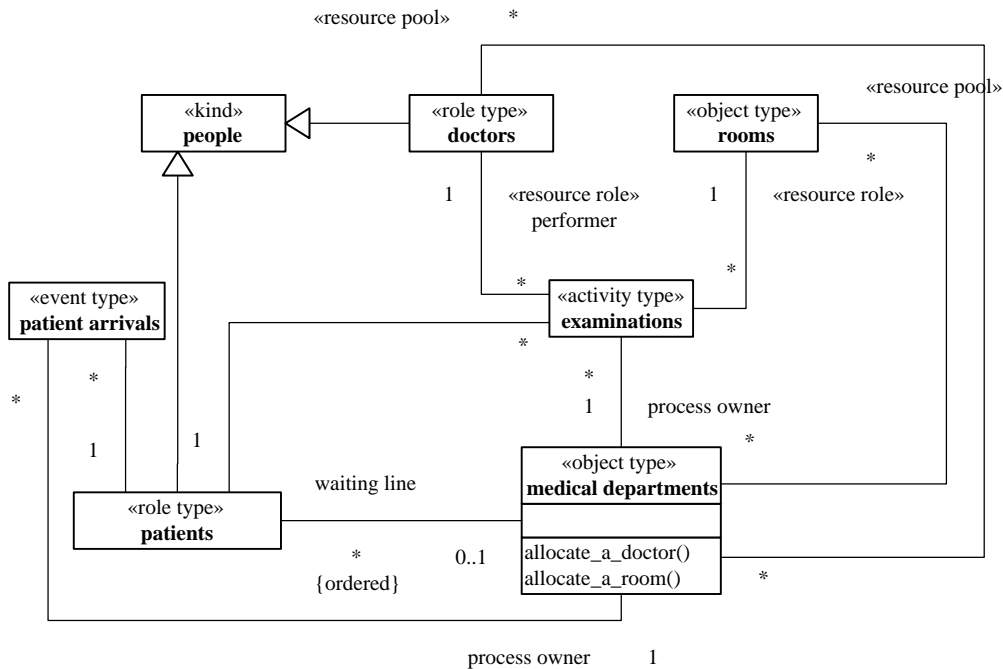 «resource pool» *
«resource pool»
«kind»
people
«role type»
doctors
«object type»
rooms
*
1 «resource role»
performer
1 «resource role»
*
*
«event type»
patient arrivals
«activity type»
examinations
*
*
*
*
1 process owner
*
1
1
waiting line
«object type»
medical departments
«role type»
patients
*
{ordered}
0..1
allocate_a_doctor()
allocate_a_room()
*
process owner 1